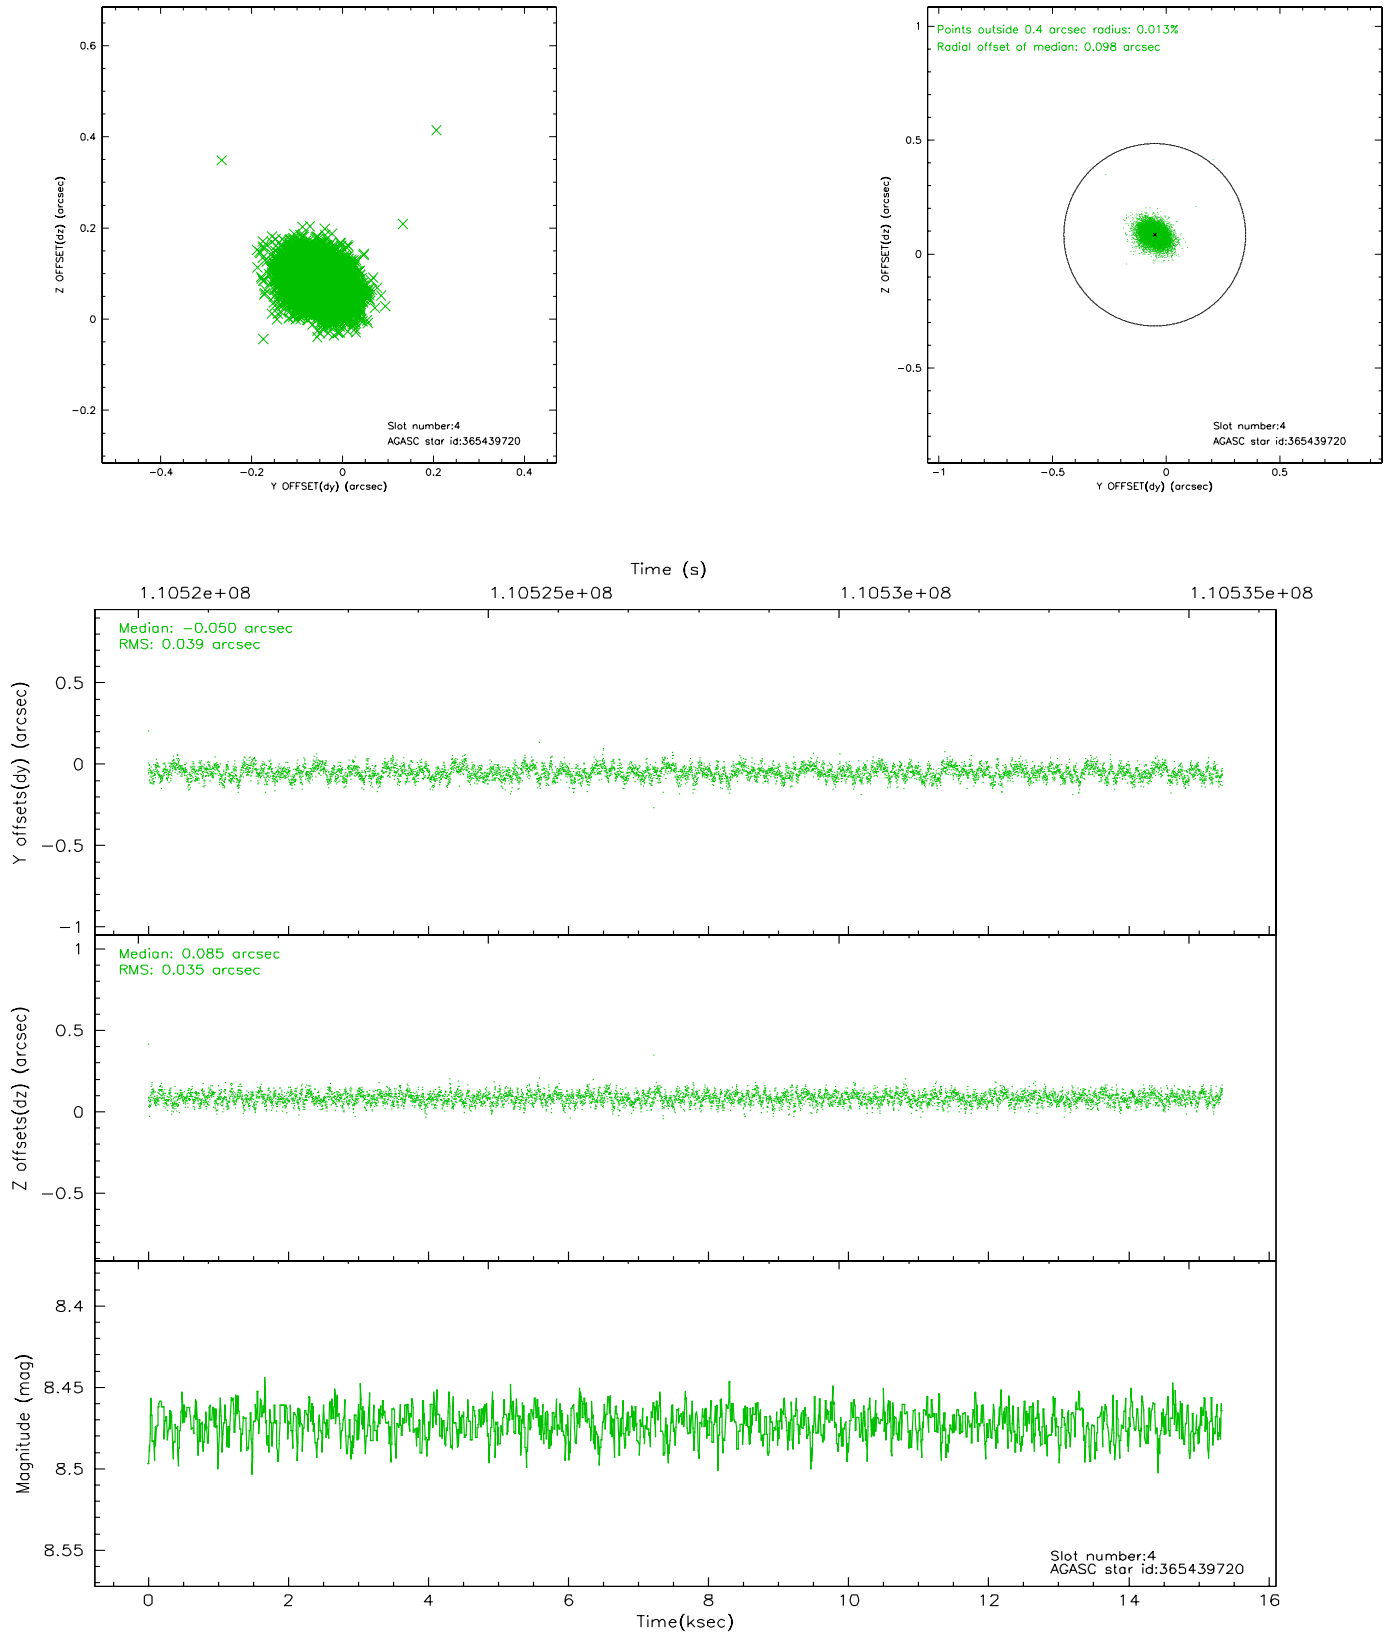 0.6
0.4
0.2
0
−0.2
Z OFFSET(dz) (arcsec)
Slot number:4
AGASC star id:365439720
−0.4 −0.2 0 0.2 0.4
Y OFFSET(dy) (arcsec)
Points outside 0.4 arcsec radius: 0.013%
Radial offset of median: 0.098 arcsec
1
0.5
0
−0.5
−1
Z OFFSET(dZ) (arcsec)
Slot number:4
AGASC star id:365439720
−1 −0.5 0 0.5
Y OFFSET(dy) (arcsec)
Time (s)
1.1052e+08 1.10525e+08 1.1053e+08 1.10535e+08
Median: −0.050 arcsec
RMS: 0.039 arcsec
0.5
0
−0.5
−1
Y offsets(dy) (arcsec)
Median: 0.085 arcsec
RMS: 0.035 arcsec
1
0.5
0
−0.5
Z offsets(dz) (arcsec)
8.4
8.45
8.5
8.55
Magnitude (mag)
Slot number:4
AGASC star id:365439720
0 2 4 6 8 10 12 14 16
Time(ksec)